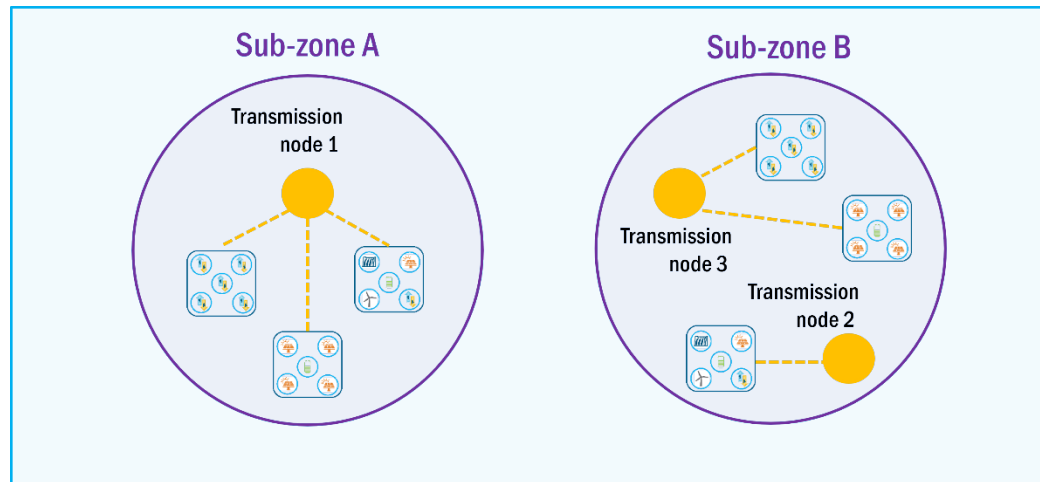 Sub-zone A
Transmission
node 1
Sub-zone B
Transmission
node 3
Transmission
node 2